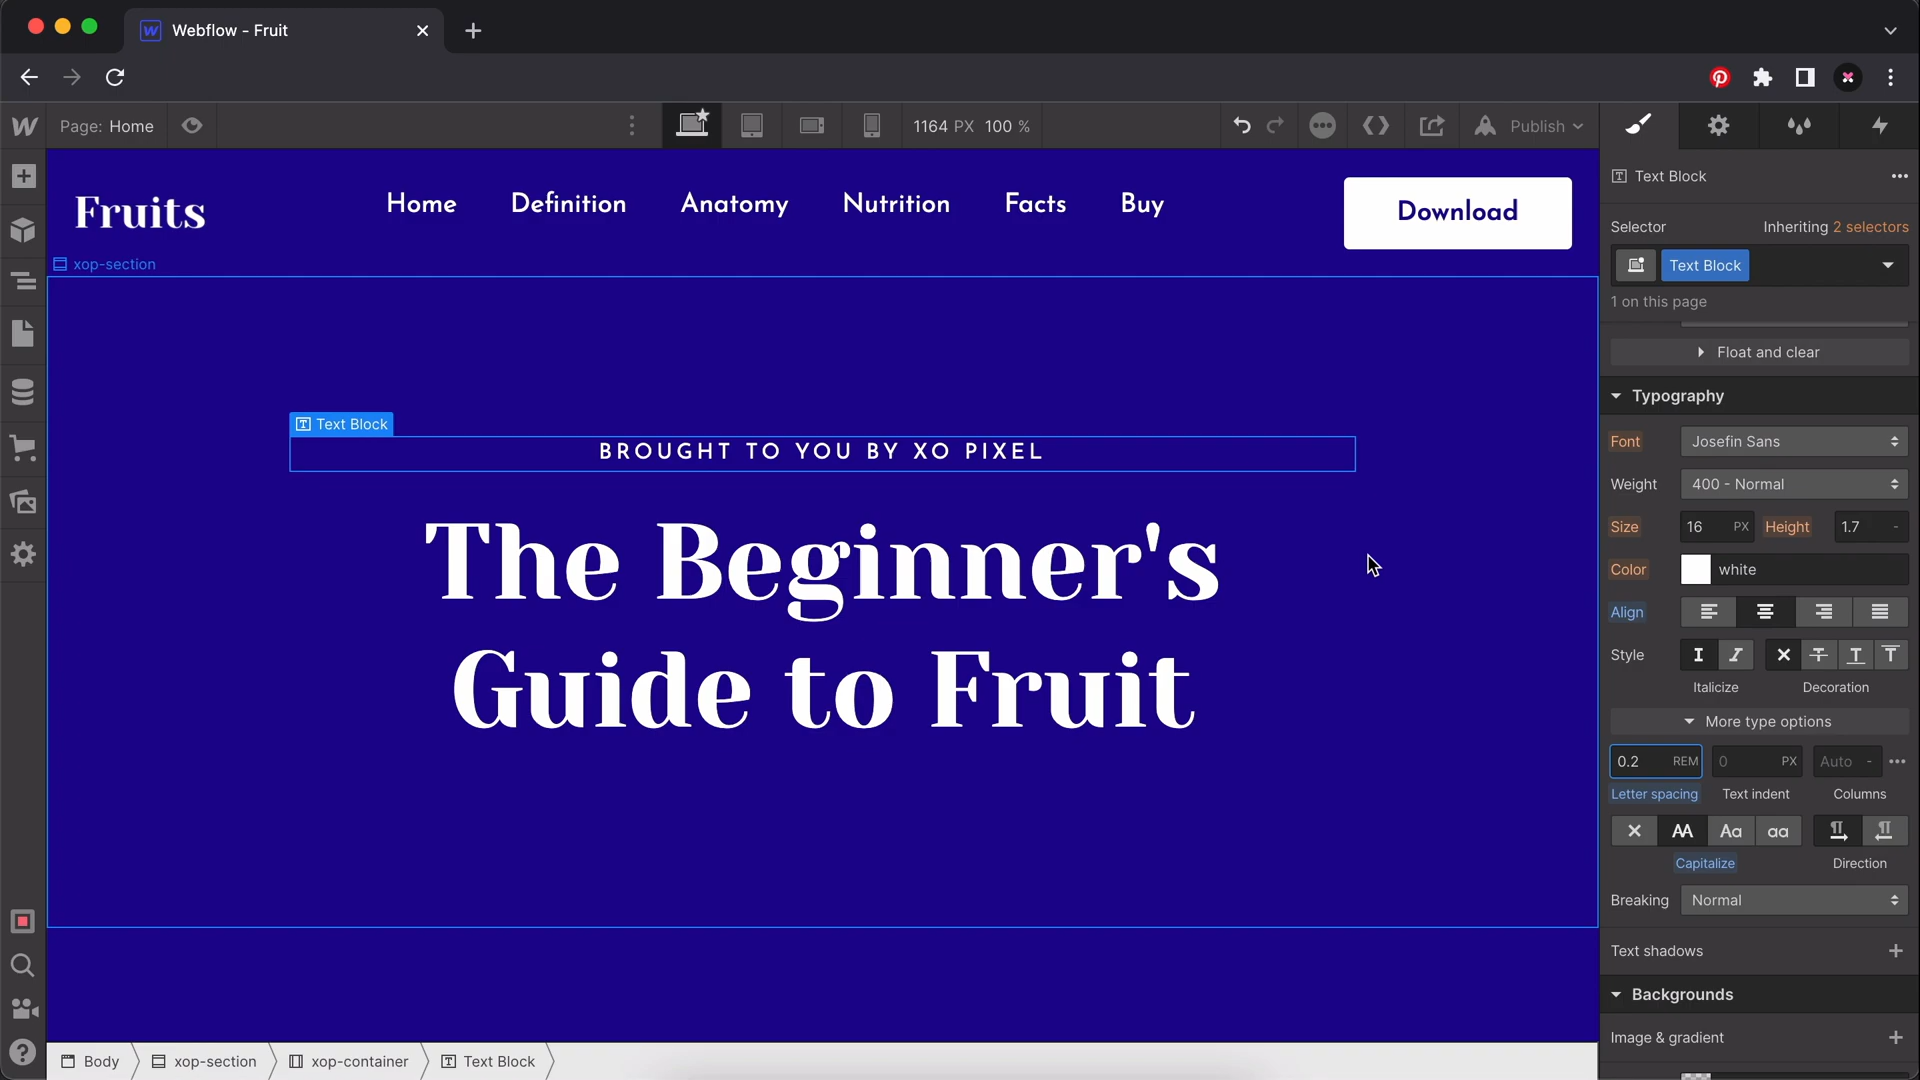 Webflow - Fruit
Page: Home
1164 PX 100 %
Publish
Fruits
Home
Definition
Anatomy
Nutrition
Facts
Buy
Download
xop-section
Text Block
BROUGHT TO YOU BY XO PIXEL
The Beginner's
Guide to Fruit
Body
xop-section
xop-container
Text Block
Text Block
Selector
Inheriting 2 selectors
Text Block
1 on this page
Float and clear
Typography
Font
Josefin Sans
Weight
400 - Normal
Size
16 PX
Height
1.7 -
Color
white
Align
Style
Italicize
Decoration
More type options
0.2 REM
0 PX
Auto -
Letter spacing
Text indent
Columns
AA
Aa
aa
Capitalize
Direction
Breaking
Normal
Text shadows
Backgrounds
Image & gradient